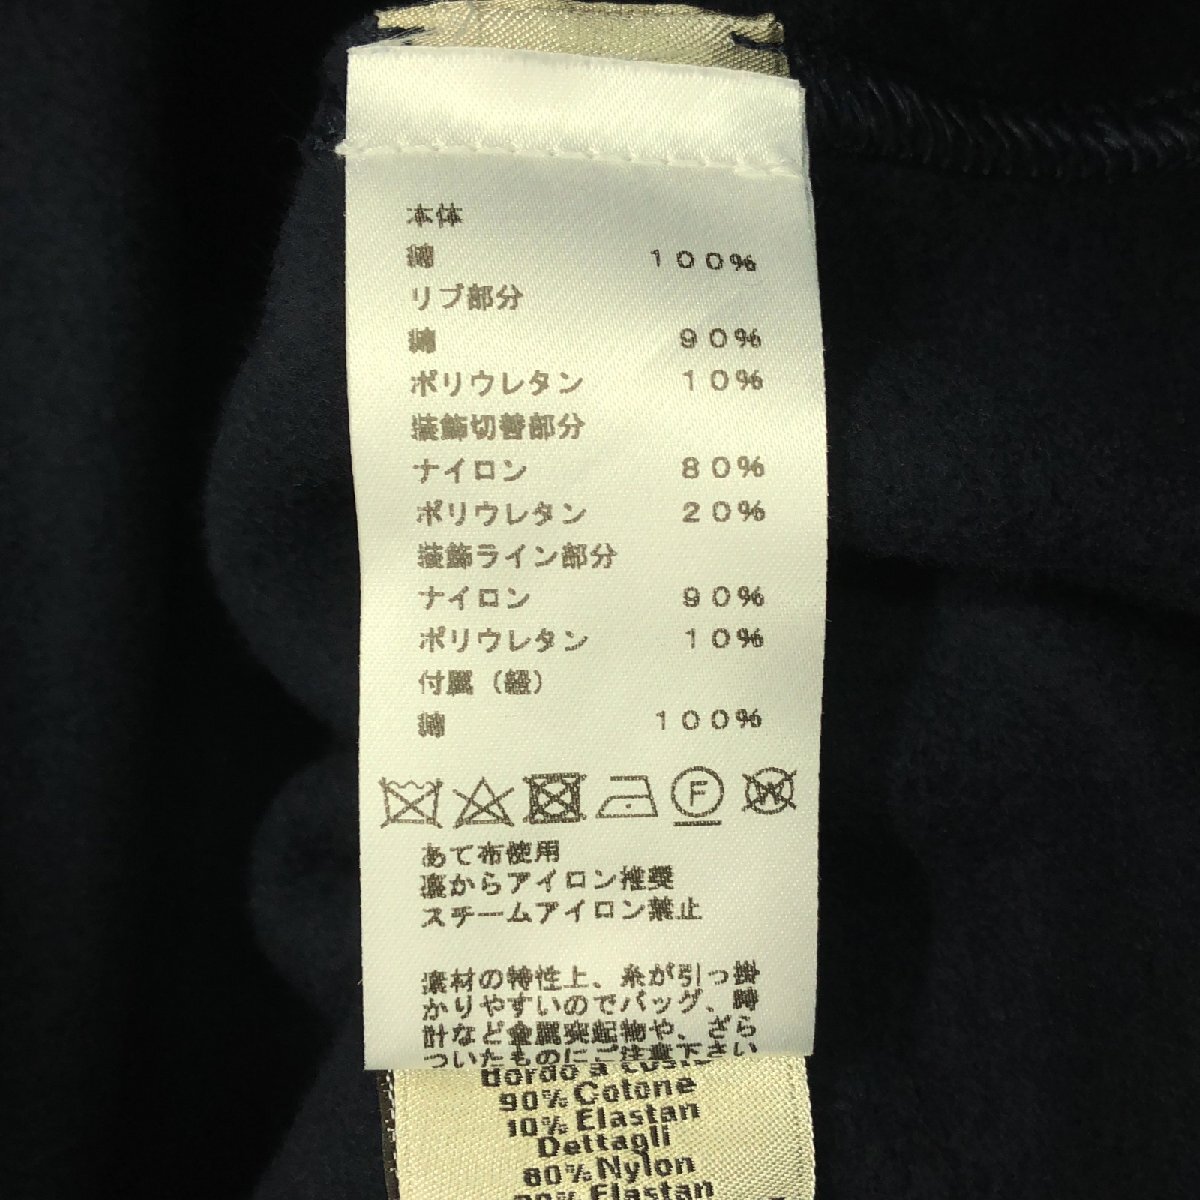 本体
綿 100%
リブ部分
綿 90%
ポリウレタン 10%
装飾切替部分
ナイロン 80%
ポリウレタン 20%
装飾ライン部分
ナイロン 90%
ポリウレタン 10%
付属(紐)
綿 100%
F
W
あて布使用
裏からアイロン推奨
スチームアイロン禁止
素材の特性上、糸が引っ掛
かりやすいのでバッグ、時
計など金属突起物や、ざら
ついたものにご注意下さい
Bordo a coste
90% Cotone
10% Elastan
Dettagli
80% Nylon
20% Elastan